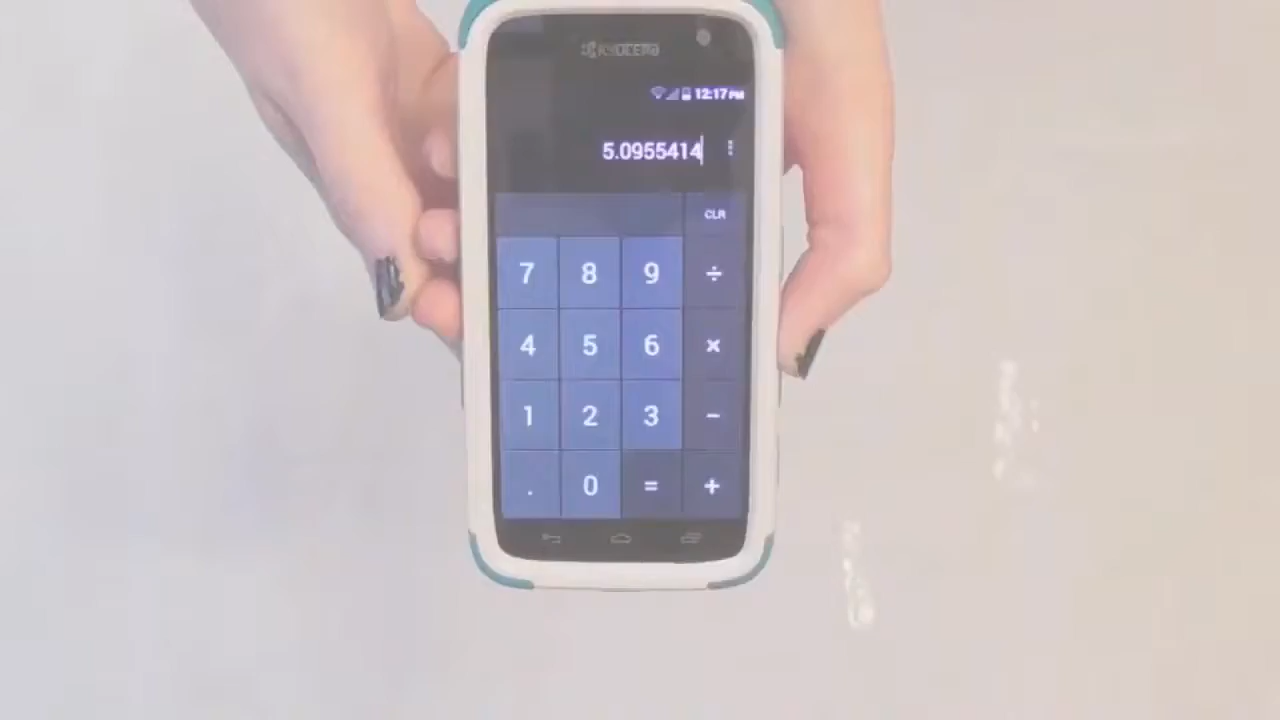 KYOCERA
12:17 PM
5.0955414
CLR
7 8 9 ÷
4 5 6 ×
1 2 3 −
. 0 = +